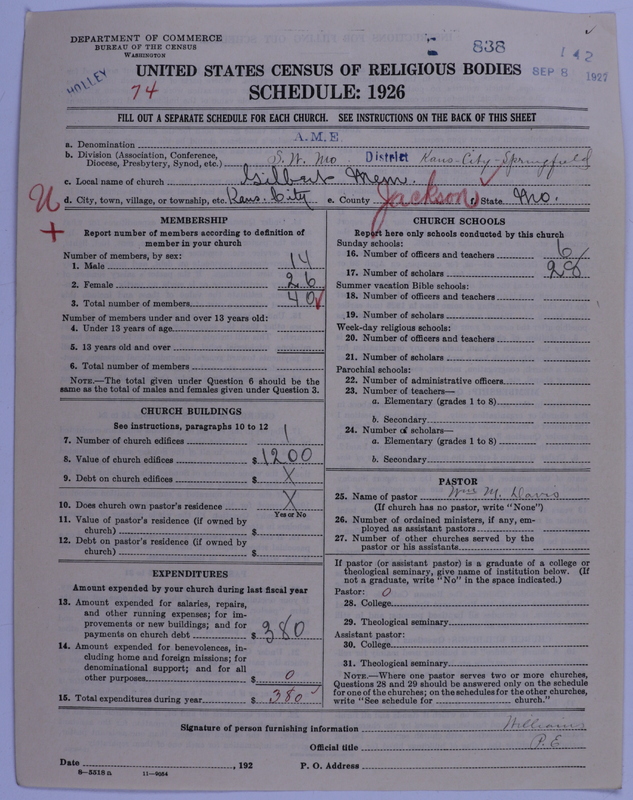 DEPARTMENT OF COMMERCE
BUREAU OF THE CENSUS
WASHINGTON
838
142
SEP 8 1927
HOLLEY
74
UNITED STATES CENSUS OF RELIGIOUS BODIES
SCHEDULE: 1926
FILL OUT A SEPARATE SCHEDULE FOR EACH CHURCH. SEE INSTRUCTIONS ON THE BACK OF THIS SHEET
a. Denomination A.M.E
b. Division (Association, Conference, Diocese, Presbytery, Synod, etc.) S.W. Mo District Kans-City-Springfield
c. Local name of church Gilbert Mem.
d. City, town, village, or township, etc. Kans. City e. County Jackson f. State Mo.
U
+
MEMBERSHIP
Report number of members according to definition of
member in your church
Number of members, by sex:
1. Male 14
2. Female 26
3. Total number of members 40
Number of members under and over 13 years old:
4. Under 13 years of age
5. 13 years old and over
6. Total number of members
NOTE.—The total given under Question 6 should be the
same as the total of males and females given under Question 3.
CHURCH BUILDINGS
See instructions, paragraphs 10 to 12
7. Number of church edifices 1
8. Value of church edifices $ 1200
9. Debt on church edifices $ X
10. Does church own pastor's residence X
Yes or No
11. Value of pastor's residence (if owned by
church) $
12. Debt on pastor's residence (if owned by
church) $
EXPENDITURES
Amount expended by your church during last fiscal year
13. Amount expended for salaries, repairs,
and other running expenses; for im-
provements or new buildings; and for
payments on church debt $ 380
14. Amount expended for benevolences, in-
cluding home and foreign missions; for
denominational support; and for all
other purposes $ 0
15. Total expenditures during year $ 380
CHURCH SCHOOLS
Report here only schools conducted by this church
Sunday schools:
16. Number of officers and teachers 6
17. Number of scholars 28
Summer vacation Bible schools:
18. Number of officers and teachers
19. Number of scholars
Week-day religious schools:
20. Number of officers and teachers
21. Number of scholars
Parochial schools:
22. Number of administrative officers
23. Number of teachers—
a. Elementary (grades 1 to 8)
b. Secondary
24. Number of scholars—
a. Elementary (grades 1 to 8)
b. Secondary
PASTOR
25. Name of pastor Wm M. Davis
(If church has no pastor, write "None")
26. Number of ordained ministers, if any, em-
ployed as assistant pastors
27. Number of other churches served by the
pastor or his assistants
If pastor (or assistant pastor) is a graduate of a college or
theological seminary, give name of institution below. (If
not a graduate, write "No" in the space indicated.)
Pastor: 0
28. College
29. Theological seminary
Assistant pastor:
30. College
31. Theological seminary
NOTE.—Where one pastor serves two or more churches,
Questions 28 and 29 should be answered only on the schedule
for one of the churches; on the schedules for the other churches,
write "See schedule for church."
Signature of person furnishing information Williams
Official title P.E
Date , 192 P. O. Address
8—5518 a 11—9054